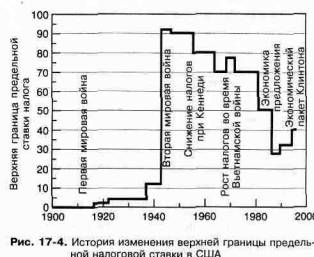 Верхняя граница предельной
ставки налога
100
90
80
70
60
50
40
30
20
10
0
1900
1920
1940
1960
1980
2000
Первая мировая война
Вторая мировая война
Снижение налогов
при Кеннеди
Рост налогов во время
Вьетнамской войны
Экономика
предложения
Экономический
пакет Клинтона
Рис. 17-4. История изменения верхней границы предель-
ной налоговой ставки в США